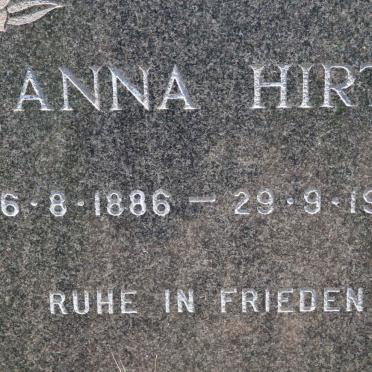 ANNA HIRT
6·8·1886 – 29·9·19
RUHE IN FRIEDEN